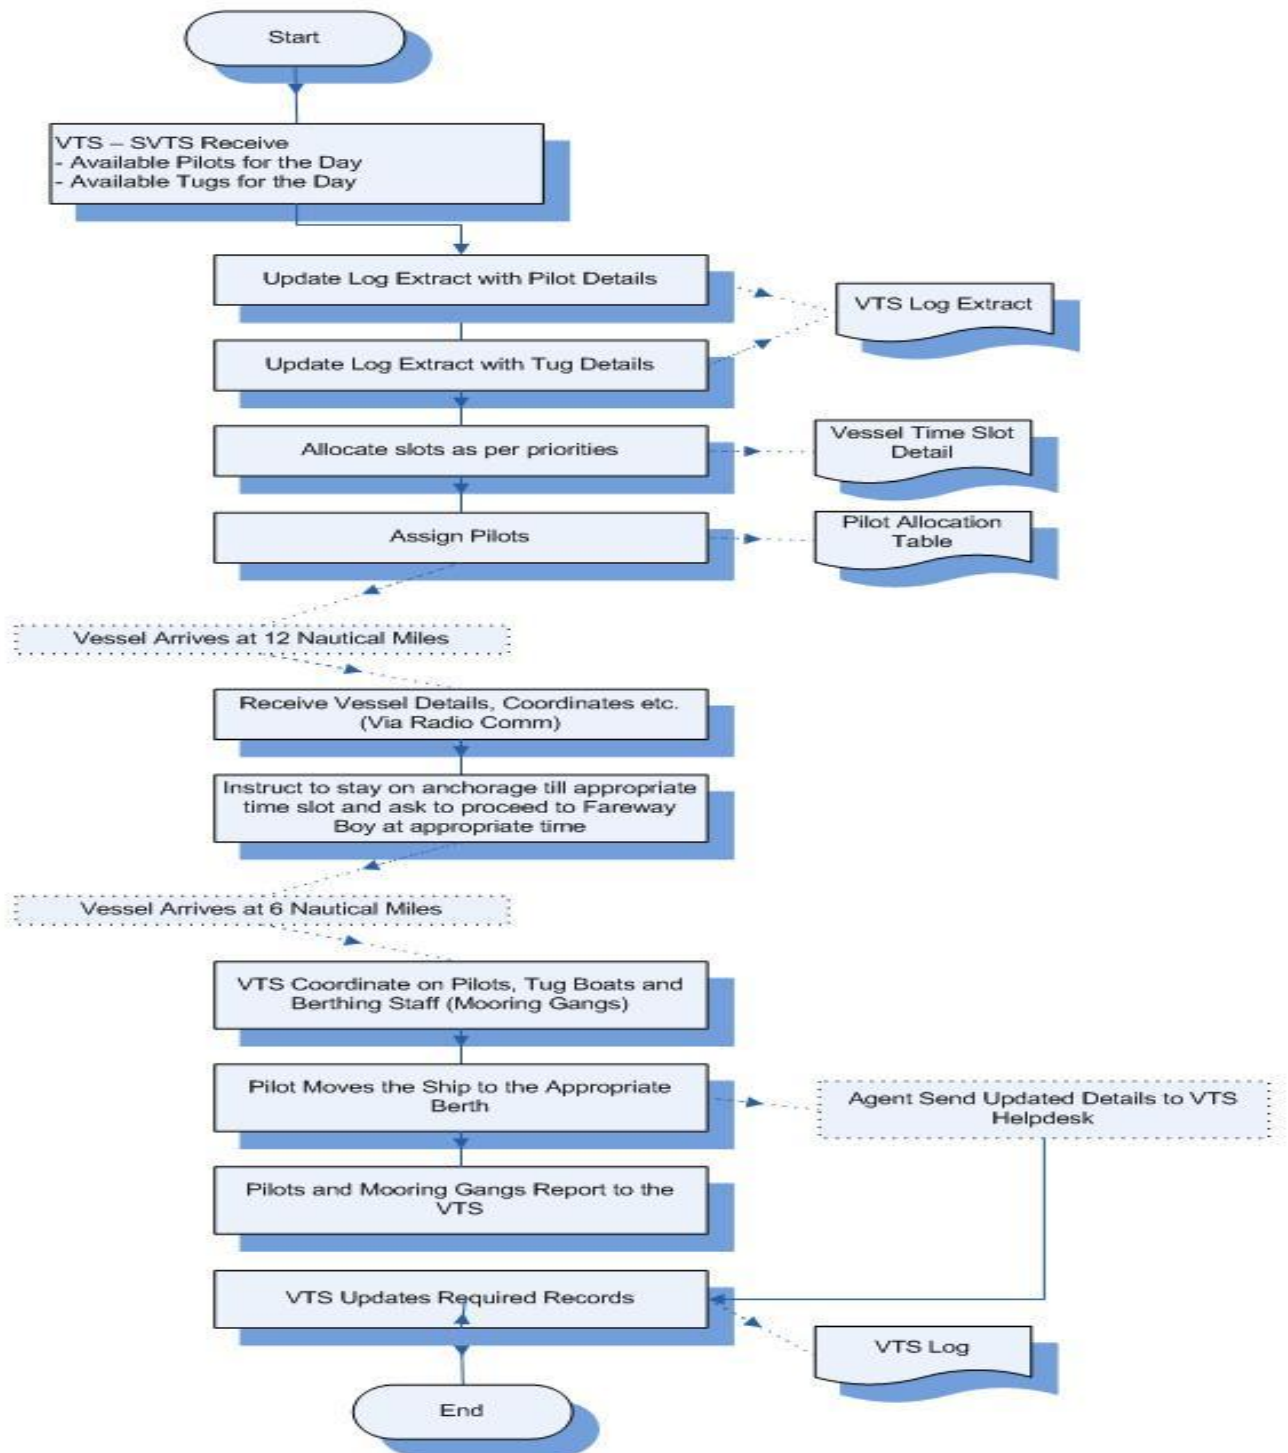 Start
VTS – SVTS Receive
- Available Pilots for the Day
- Available Tugs for the Day
Update Log Extract with Pilot Details
VTS Log Extract
Update Log Extract with Tug Details
Allocate slots as per priorities
Vessel Time Slot
Detail
Assign Pilots
Pilot Allocation
Table
Vessel Arrives at 12 Nautical Miles
Receive Vessel Details, Coordinates etc.
(Via Radio Comm)
Instruct to stay on anchorage till appropriate
time slot and ask to proceed to Fareway
Boy at appropriate time
Vessel Arrives at 6 Nautical Miles
VTS Coordinate on Pilots, Tug Boats and
Berthing Staff (Mooring Gangs)
Pilot Moves the Ship to the Appropriate
Berth
Agent Send Updated Details to VTS
Helpdesk
Pilots and Mooring Gangs Report to the
VTS
VTS Updates Required Records
VTS Log
End